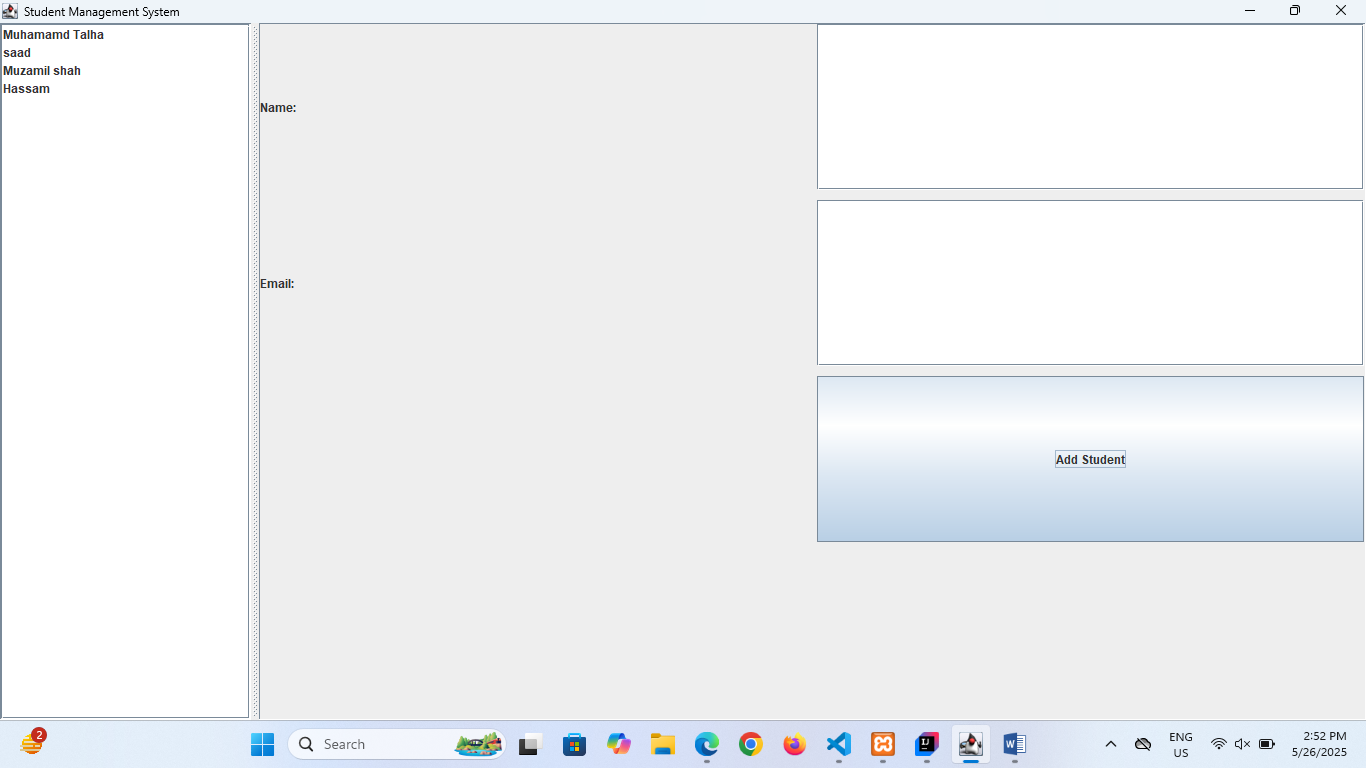 Student Management System
Muhamamd Talha
saad
Muzamil shah
Hassam
Name:
Email:
Add Student
2
Search
ENG
US
2:52 PM
5/26/2025